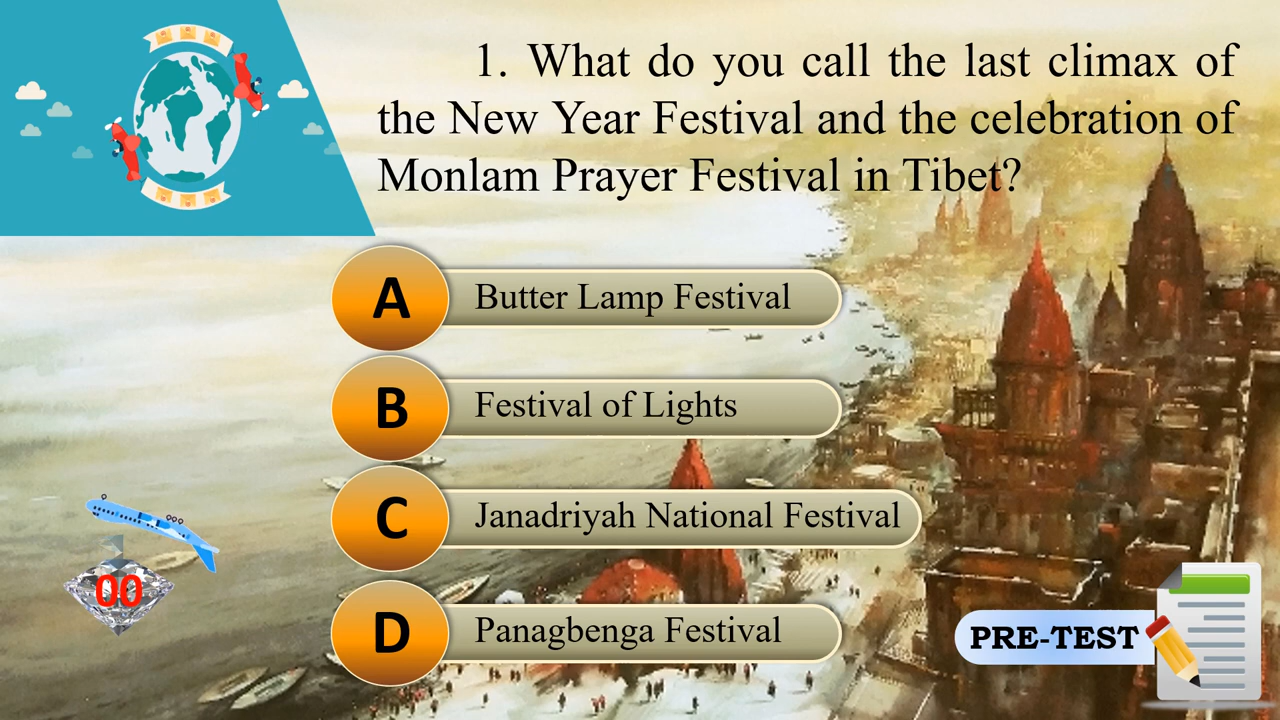 1. What do you call the last climax of
the New Year Festival and the celebration of
Monlam Prayer Festival in Tibet?
A Butter Lamp Festival
B Festival of Lights
C Janadriyah National Festival
D Panagbenga Festival
00
PRE-TEST